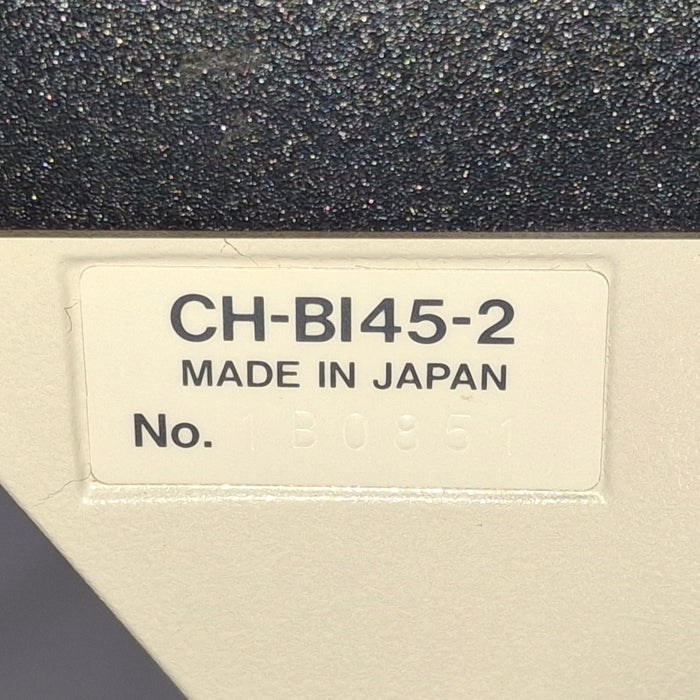 CH-BI45-2
MADE IN JAPAN
No. 1B0851